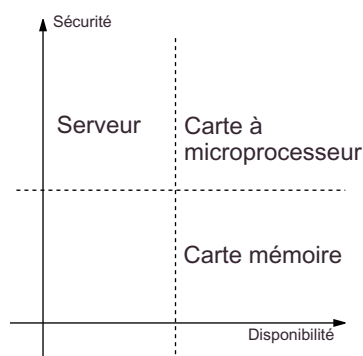 Sécurité
Serveur
Carte à
microprocesseur
Carte mémoire
Disponibilité